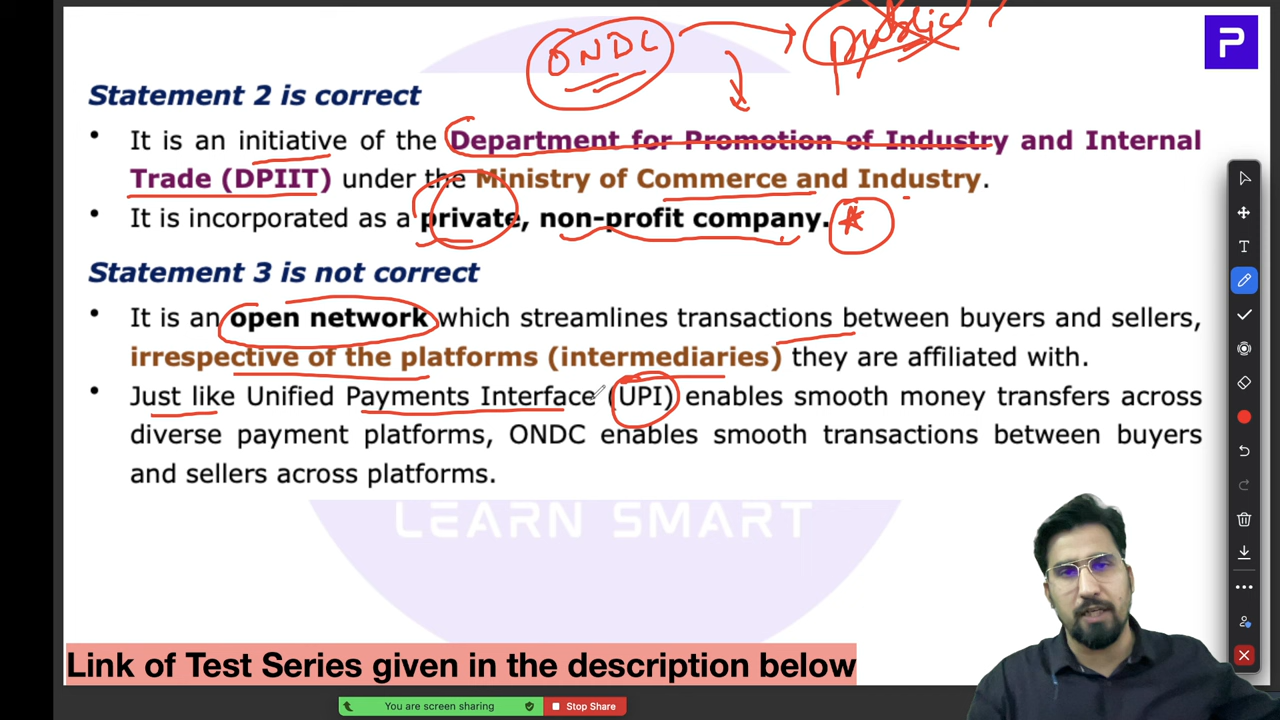 ONDC
public
P
Statement 2 is correct
• It is an initiative of the Department for Promotion of Industry and Internal
Trade (DPIIT) under the Ministry of Commerce and Industry.
• It is incorporated as a private, non-profit company.
Statement 3 is not correct
• It is an open network which streamlines transactions between buyers and sellers,
irrespective of the platforms (intermediaries) they are affiliated with.
• Just like Unified Payments Interface (UPI) enables smooth money transfers across
diverse payment platforms, ONDC enables smooth transactions between buyers
and sellers across platforms.
LEARN SMART
Link of Test Series given in the description below
You are screen sharing
Stop Share
T